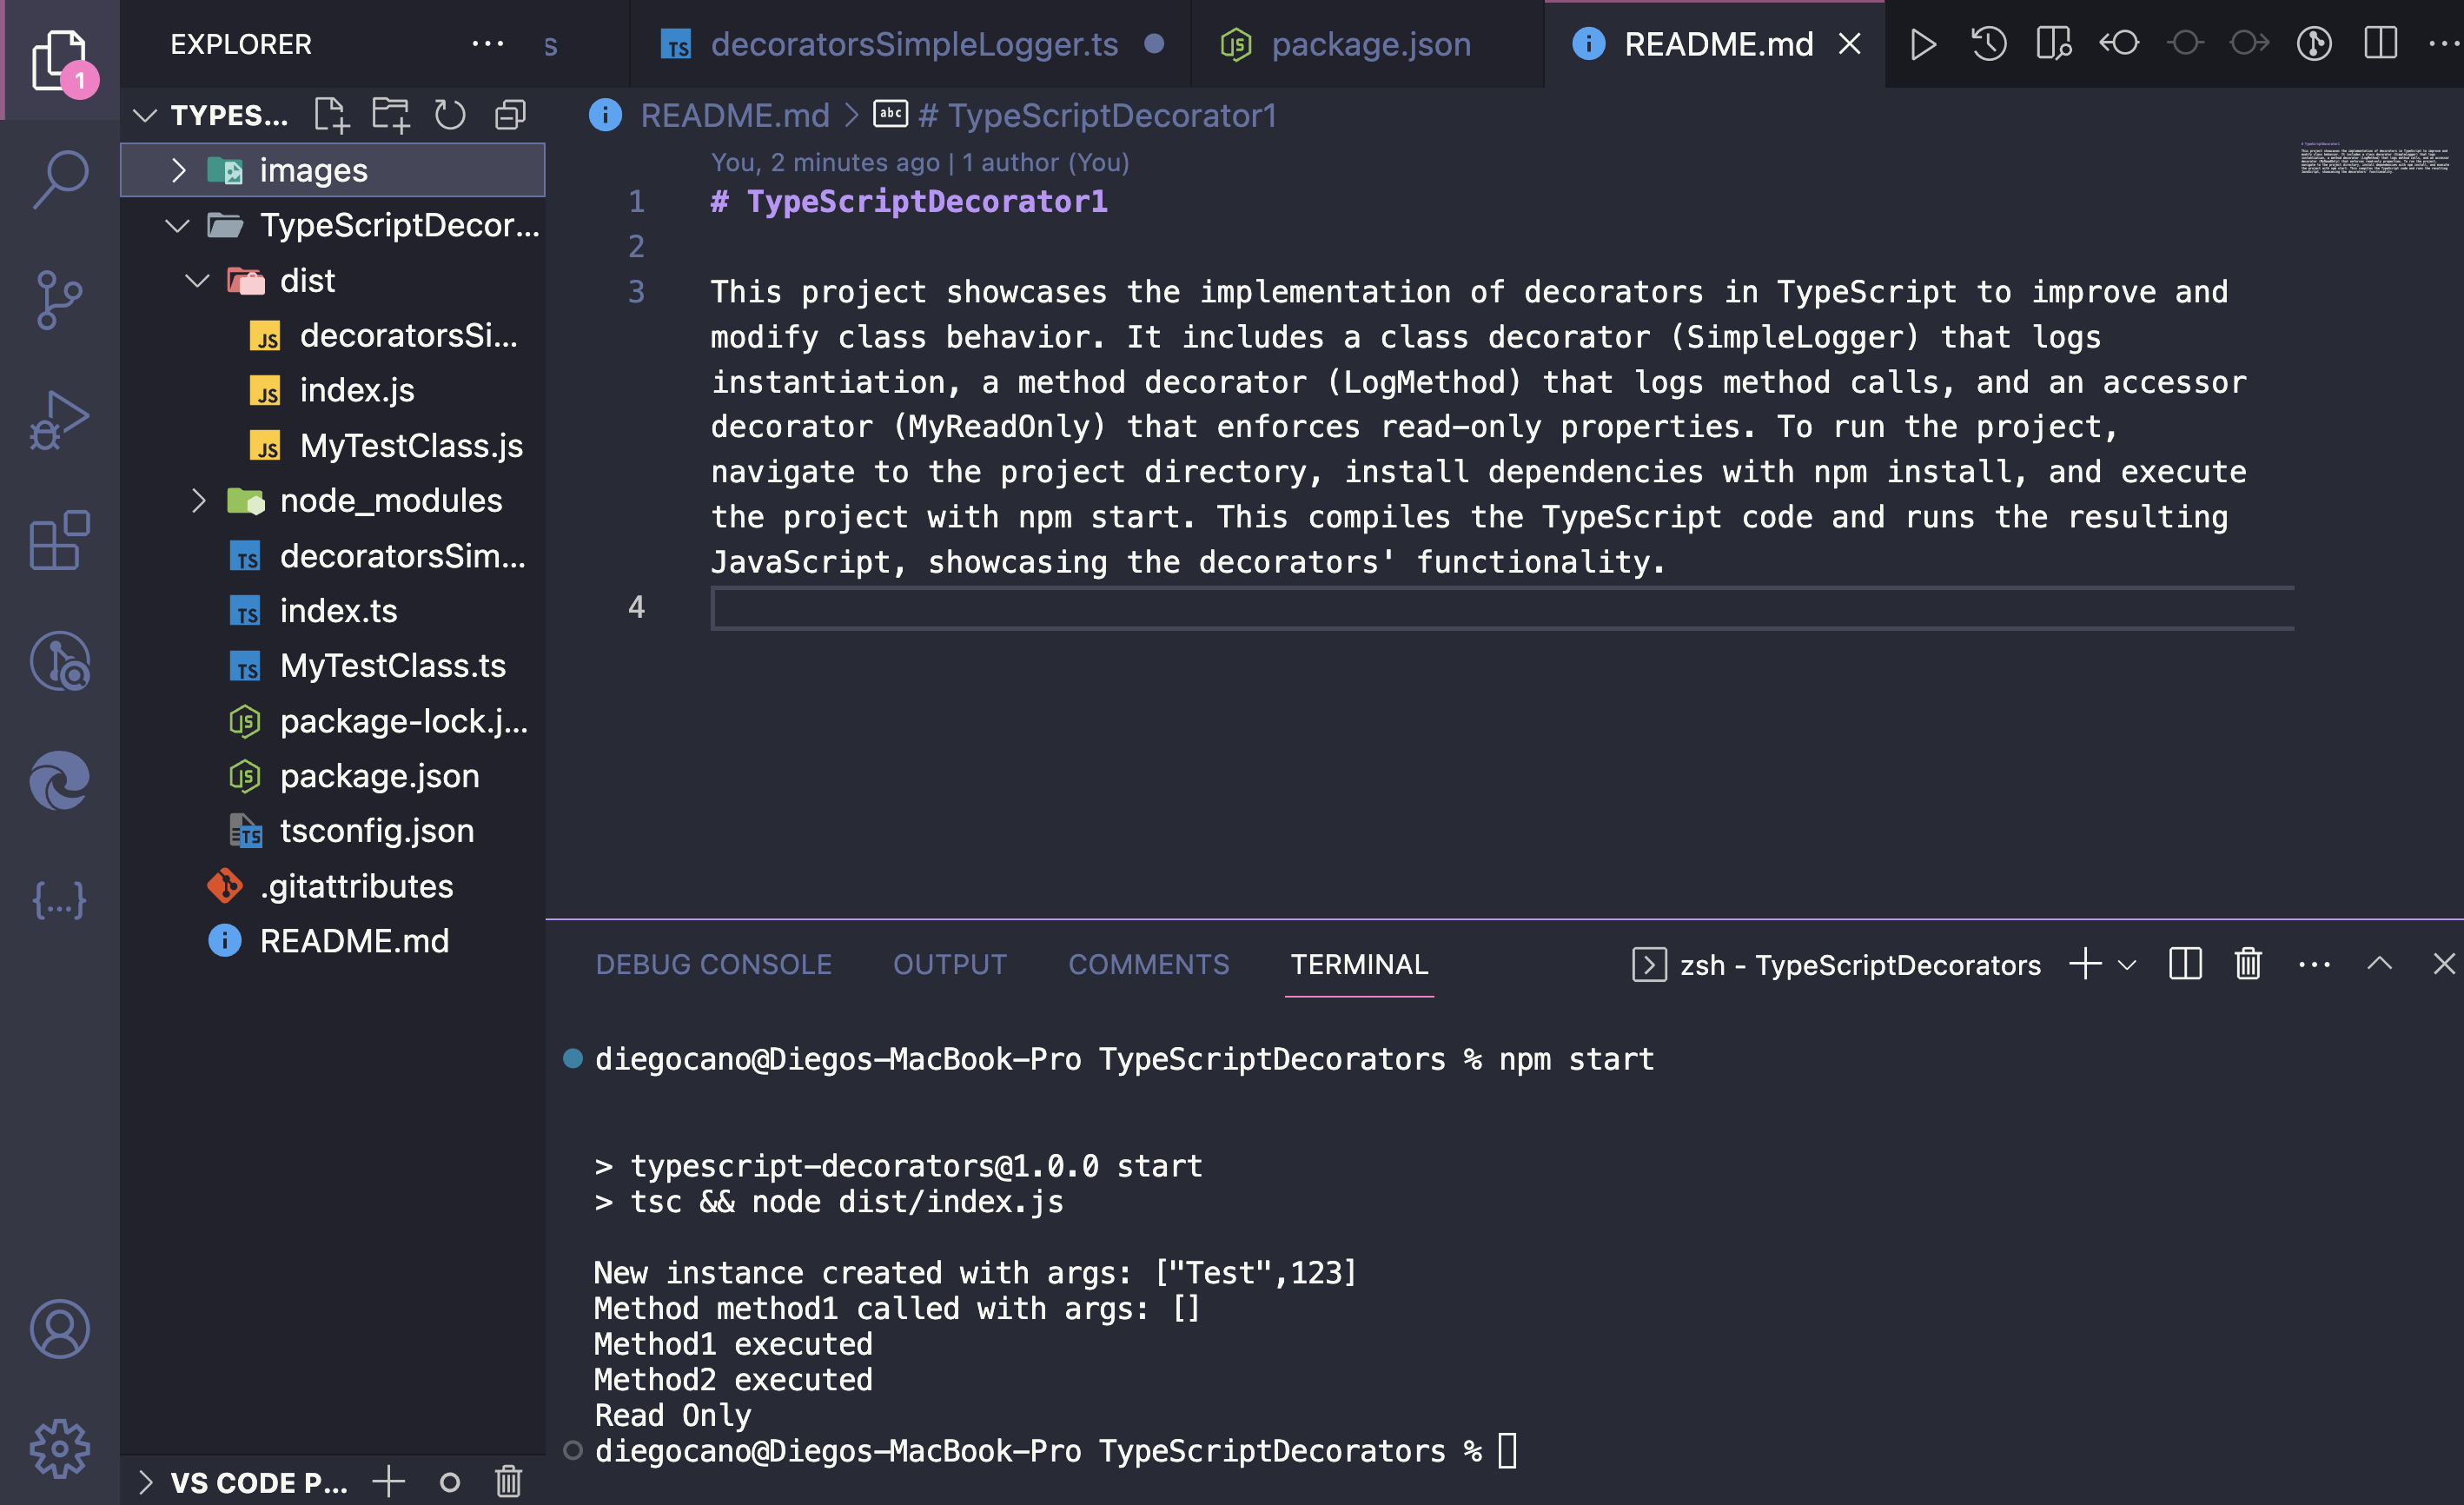 EXPLORER
s
decoratorsSimpleLogger.ts
package.json
README.md
1
TYPES...
images
TypeScriptDecor...
dist
decoratorsSi...
index.js
MyTestClass.js
node_modules
decoratorsSim...
index.ts
MyTestClass.ts
package-lock.j...
package.json
tsconfig.json
.gitattributes
README.md
VS CODE P...
README.md > # TypeScriptDecorator1
You, 2 minutes ago | 1 author (You)
1 # TypeScriptDecorator1
2
3 This project showcases the implementation of decorators in TypeScript to improve and
modify class behavior. It includes a class decorator (SimpleLogger) that logs
instantiation, a method decorator (LogMethod) that logs method calls, and an accessor
decorator (MyReadOnly) that enforces read-only properties. To run the project,
navigate to the project directory, install dependencies with npm install, and execute
the project with npm start. This compiles the TypeScript code and runs the resulting
JavaScript, showcasing the decorators' functionality.
4
DEBUG CONSOLE OUTPUT COMMENTS TERMINAL
zsh - TypeScriptDecorators
diegocano@Diegos-MacBook-Pro TypeScriptDecorators % npm start
> typescript-decorators@1.0.0 start
> tsc && node dist/index.js
New instance created with args: ["Test",123]
Method method1 called with args: []
Method1 executed
Method2 executed
Read Only
diegocano@Diegos-MacBook-Pro TypeScriptDecorators %